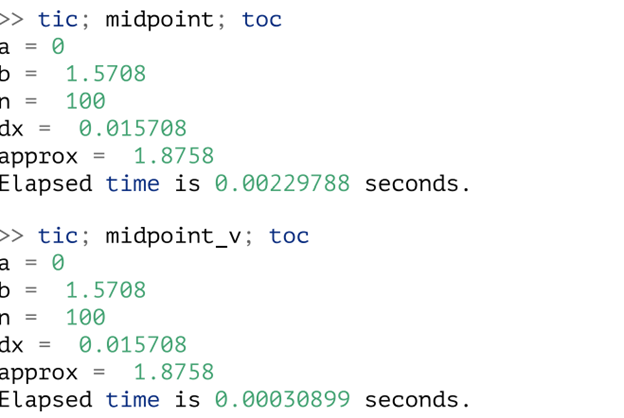 >> tic; midpoint; toc
a = 0
b =  1.5708
n =  100
dx =  0.015708
approx =  1.8758
Elapsed time is 0.00229788 seconds.
>> tic; midpoint_v; toc
a = 0
b =  1.5708
n =  100
dx =  0.015708
approx =  1.8758
Elapsed time is 0.00030899 seconds.